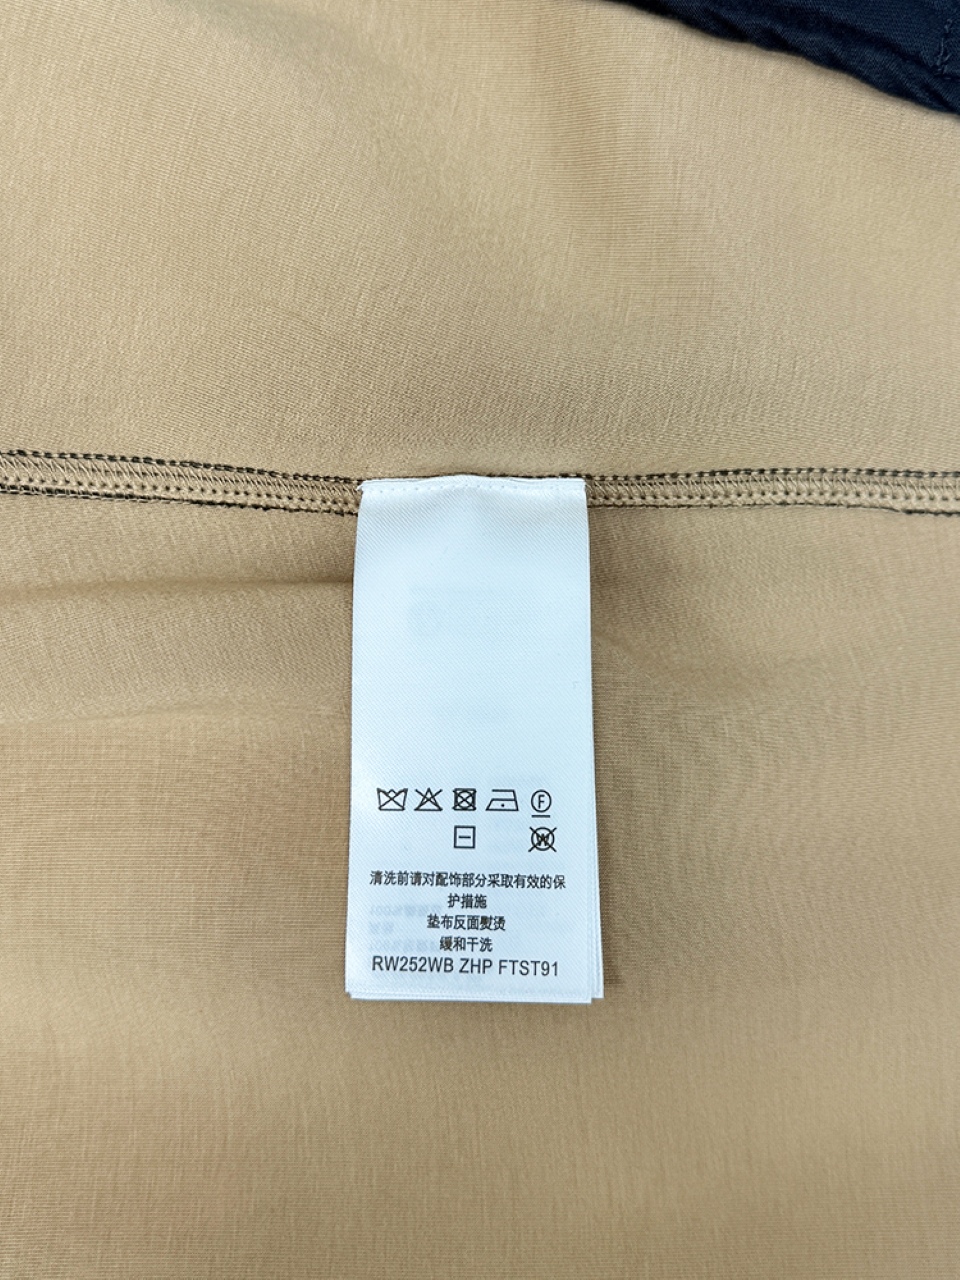 F
W
清洗前请对配饰部分采取有效的保
护措施
垫布反面熨烫
缓和干洗
RW252WB ZHP FTST91